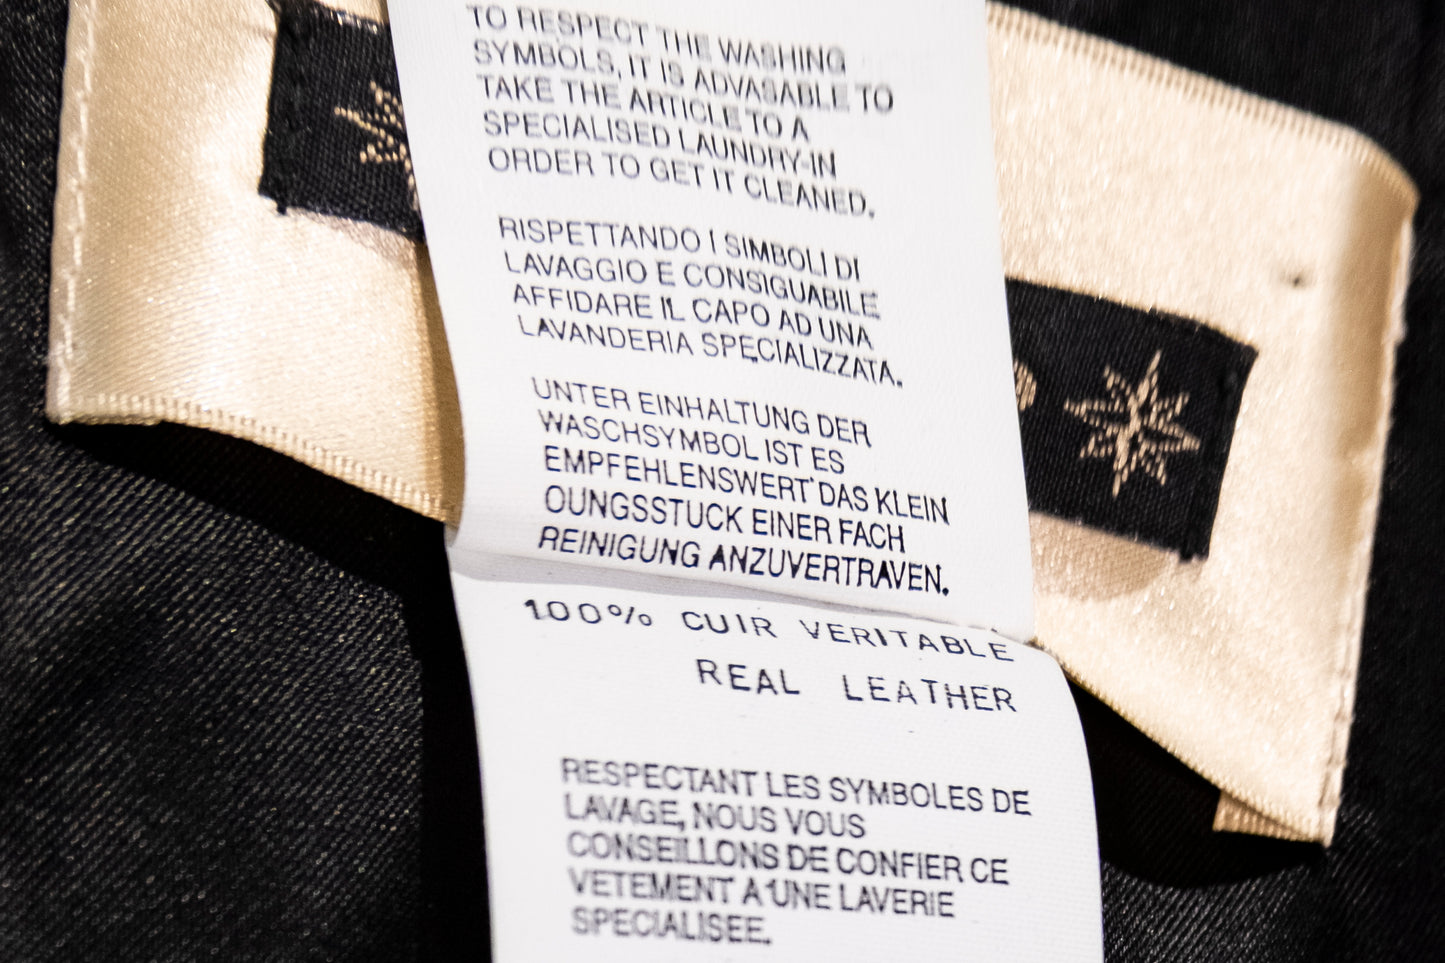 TO RESPECT THE WASHING
SYMBOLS, IT IS ADVASABLE TO
TAKE THE ARTICLE TO A
SPECIALISED LAUNDRY-IN
ORDER TO GET IT CLEANED.
RISPETTANDO I SIMBOLI DI
LAVAGGIO E CONSIGUABILE
AFFIDARE IL CAPO AD UNA
LAVANDERIA SPECIALIZZATA.
UNTER EINHALTUNG DER
WASCHSYMBOL IST ES
EMPFEHLENSWERT DAS KLEIN
OUNGSSTUCK EINER FACH
REINIGUNG ANZUVERTRAVEN.
100% CUIR VERITABLE
REAL LEATHER
RESPECTANT LES SYMBOLES DE
LAVAGE, NOUS VOUS
CONSEILLONS DE CONFIER CE
VETEMENT A'UNE LAVERIE
SPECIALISEE.